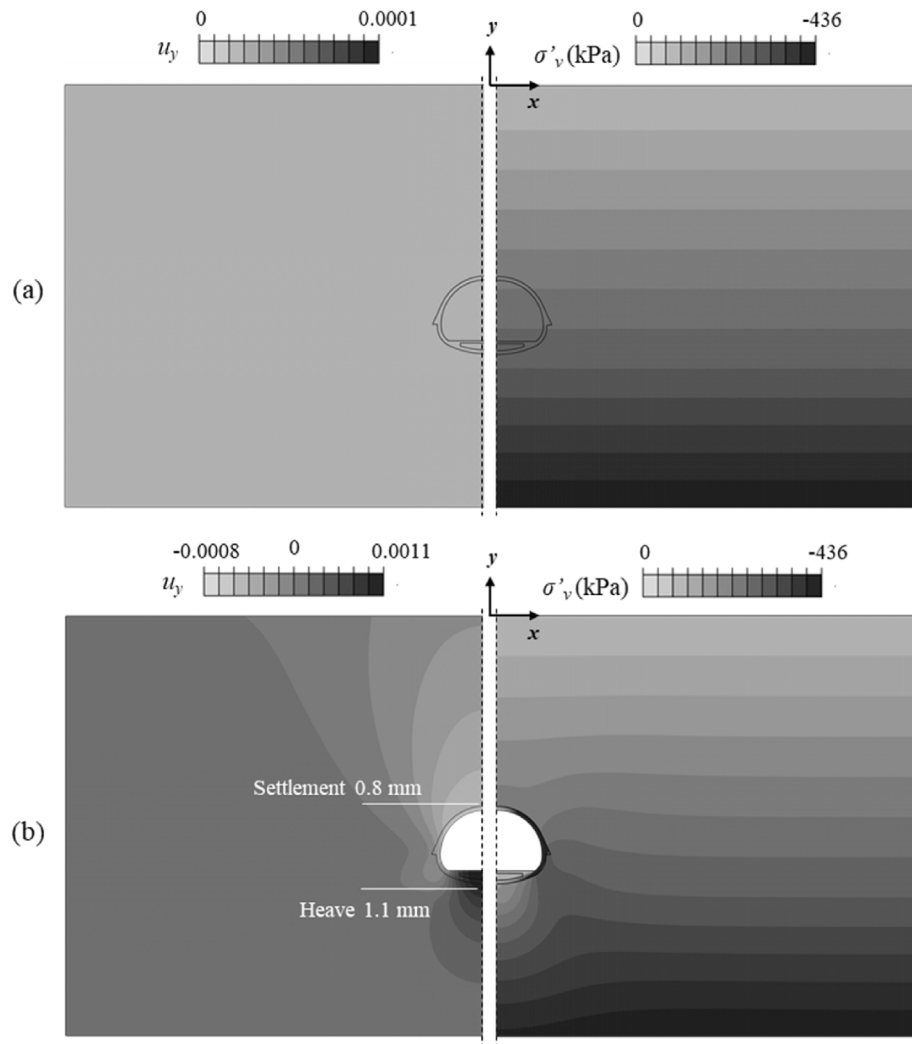 0 0.0001
u_y
y
0 -436
σ'_v (kPa)
x
(a)
-0.0008 0 0.0011
u_y
y
0 -436
σ'_v (kPa)
x
Settlement 0.8 mm
(b)
Heave 1.1 mm